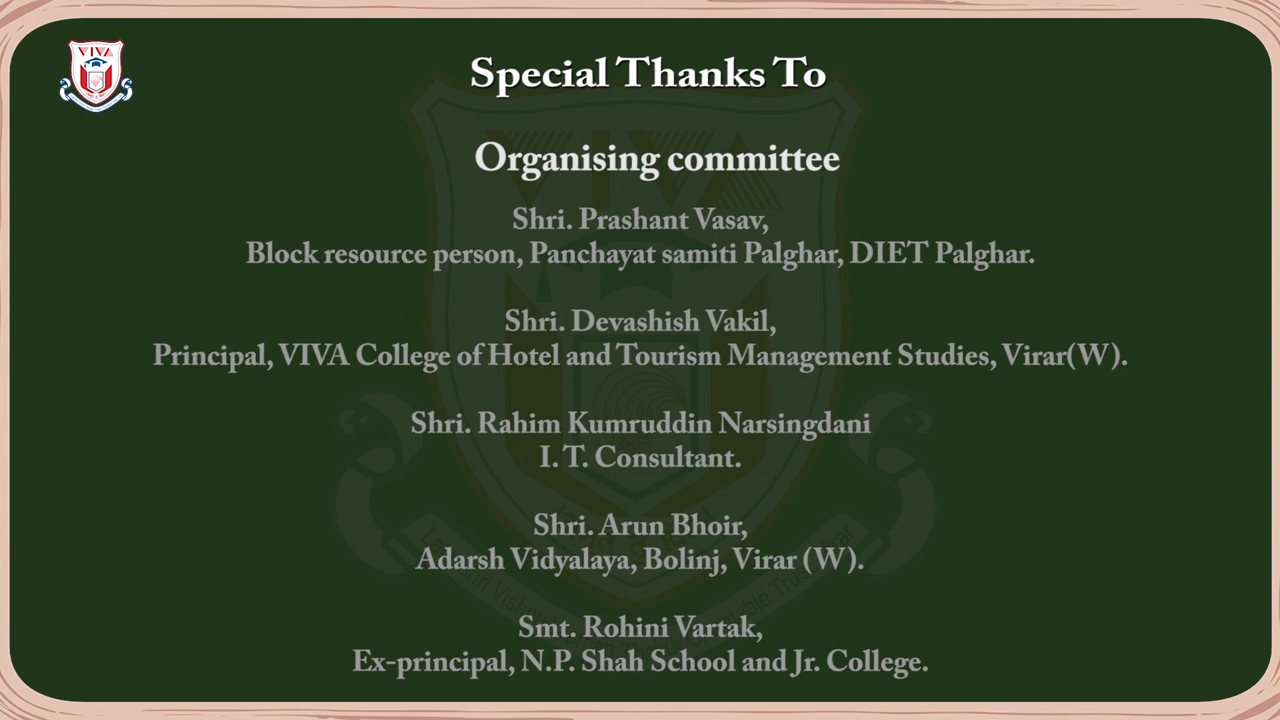 VIVA
Special Thanks To
Organising committee
Shri. Prashant Vasav,
Block resource person, Panchayat samiti Palghar, DIET Palghar.
Shri. Devashish Vakil,
Principal, VIVA College of Hotel and Tourism Management Studies, Virar(W).
Shri. Rahim Kumruddin Narsingdani
I. T. Consultant.
Shri. Arun Bhoir,
Adarsh Vidyalaya, Bolinj, Virar (W).
Smt. Rohini Vartak,
Ex-principal, N.P. Shah School and Jr. College.